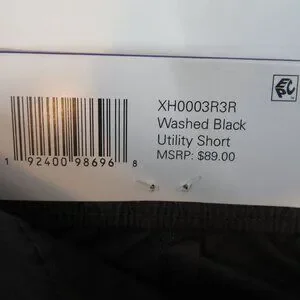 XH0003R3R
Washed Black
Utility Short
MSRP: $89.00
1 92400 98696 8